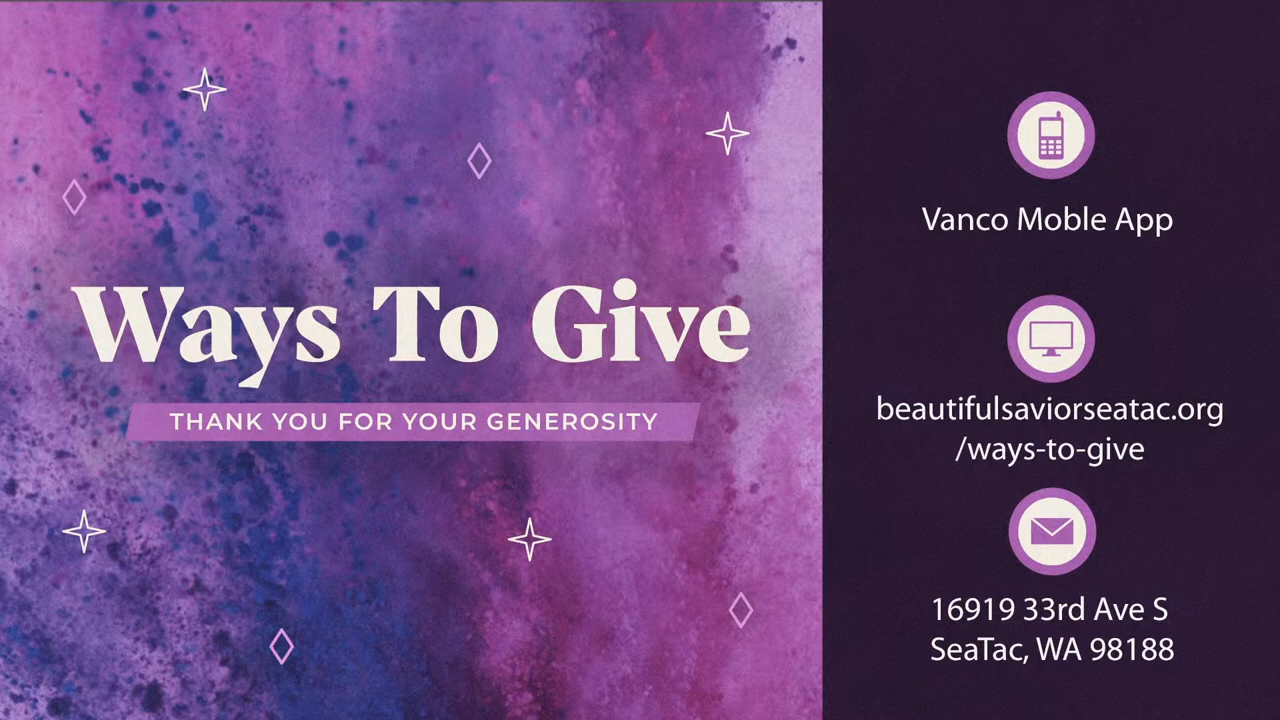 Ways To Give
THANK YOU FOR YOUR GENEROSITY
Vanco Moble App
beautifulsaviorseatac.org
/ways-to-give
16919 33rd Ave S
SeaTac, WA 98188